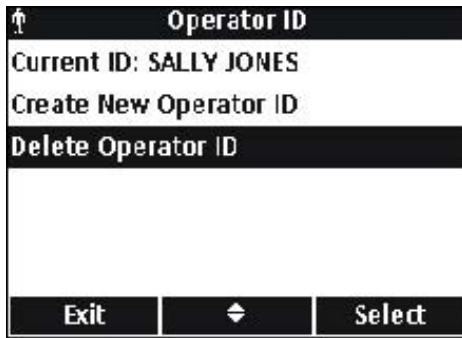 Operator ID
Current ID: SALLY JONES
Create New Operator ID
Delete Operator ID
Exit Select